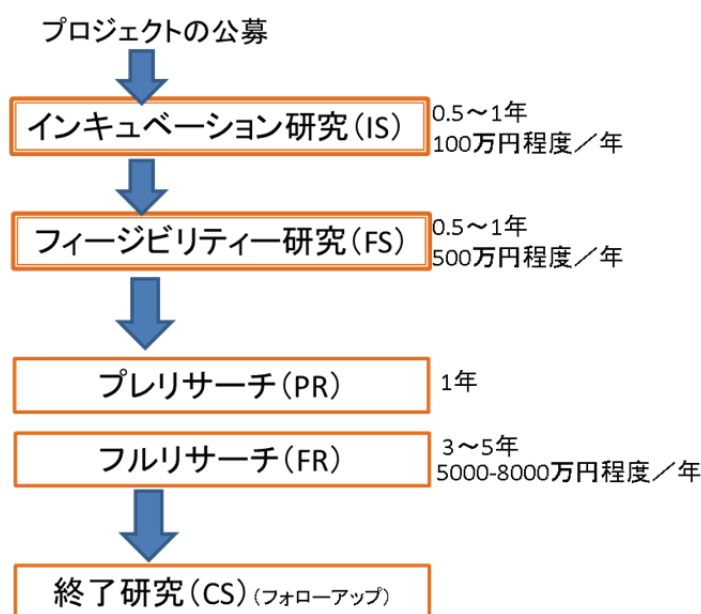 プロジェクトの公募
インキュベーション研究(IS)
0.5～1年
100万円程度／年
フィージビリティー研究(FS)
0.5～1年
500万円程度／年
プレリサーチ(PR)
1年
フルリサーチ(FR)
3～5年
5000-8000万円程度／年
終了研究(CS)(フォローアップ)